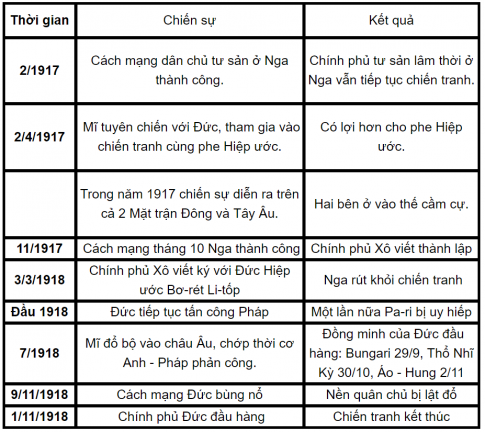 Thời gian Chiến sự Kết quả
2/1917 Cách mạng dân chủ tư sản ở Nga thành công. Chính phủ tư sản lâm thời ở Nga vẫn tiếp tục chiến tranh.
2/4/1917 Mĩ tuyên chiến với Đức, tham gia vào chiến tranh cùng phe Hiệp ước. Có lợi hơn cho phe Hiệp ước.
Trong năm 1917 chiến sự diễn ra trên cả 2 Mặt trận Đông và Tây Âu. Hai bên ở vào thế cầm cự.
11/1917 Cách mạng tháng 10 Nga thành công Chính phủ Xô viết thành lập
3/3/1918 Chính phủ Xô viết ký với Đức Hiệp ước Bơ-rét Li-tốp Nga rút khỏi chiến tranh
Đầu 1918 Đức tiếp tục tấn công Pháp Một lần nữa Pa-ri bị uy hiếp
7/1918 Mĩ đổ bộ vào châu Âu, chớp thời cơ Anh - Pháp phản công. Đồng minh của Đức đầu hàng: Bungari 29/9, Thổ Nhĩ Kỳ 30/10, Áo - Hung 2/11
9/11/1918 Cách mạng Đức bùng nổ Nền quân chủ bị lật đổ
1/11/1918 Chính phủ Đức đầu hàng Chiến tranh kết thúc